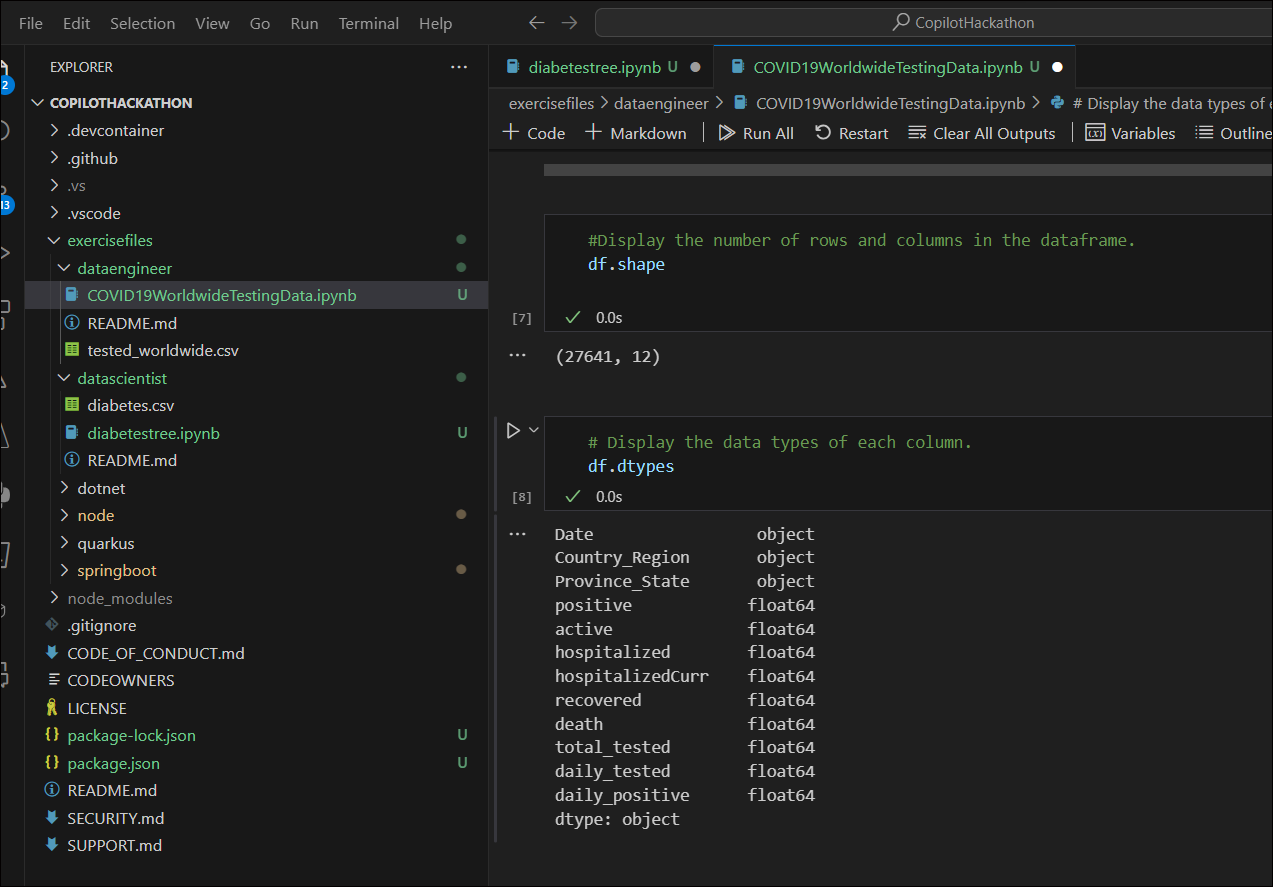 File Edit Selection View Go Run Terminal Help
CopilotHackathon
EXPLORER
2
13
COPILOTHACKATHON
.devcontainer
.github
.vs
.vscode
exercisefiles
dataengineer
COVID19WorldwideTestingData.ipynb U
README.md
tested_worldwide.csv
datascientist
diabetes.csv
diabetestree.ipynb U
README.md
dotnet
node
quarkus
springboot
node_modules
.gitignore
CODE_OF_CONDUCT.md
CODEOWNERS
LICENSE
package-lock.json U
package.json U
README.md
SECURITY.md
SUPPORT.md
diabetestree.ipynb U
COVID19WorldwideTestingData.ipynb U
exercisefiles > dataengineer > COVID19WorldwideTestingData.ipynb > # Display the data types of
+ Code + Markdown Run All Restart Clear All Outputs Variables Outline
#Display the number of rows and columns in the dataframe.
df.shape
[7] 0.0s
(27641, 12)
# Display the data types of each column.
df.dtypes
[8] 0.0s
Date object
Country_Region object
Province_State object
positive float64
active float64
hospitalized float64
hospitalizedCurr float64
recovered float64
death float64
total_tested float64
daily_tested float64
daily_positive float64
dtype: object